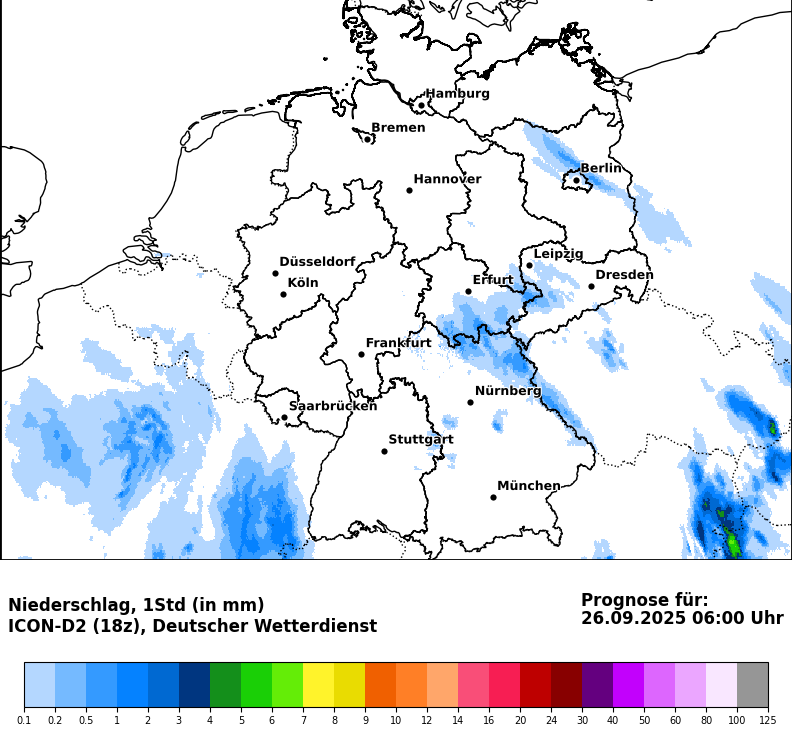 Hamburg
Bremen
Berlin
Hannover
Leipzig
Düsseldorf
Dresden
Köln
Erfurt
Frankfurt
Nürnberg
Saarbrücken
Stuttgart
München
Niederschlag, 1Std (in mm)
ICON-D2 (18z), Deutscher Wetterdienst
Prognose für:
26.09.2025 06:00 Uhr
0.1 0.2 0.5 1 2 3 4 5 6 7 8 9 10 12 14 16 20 24 30 40 50 60 80 100 125